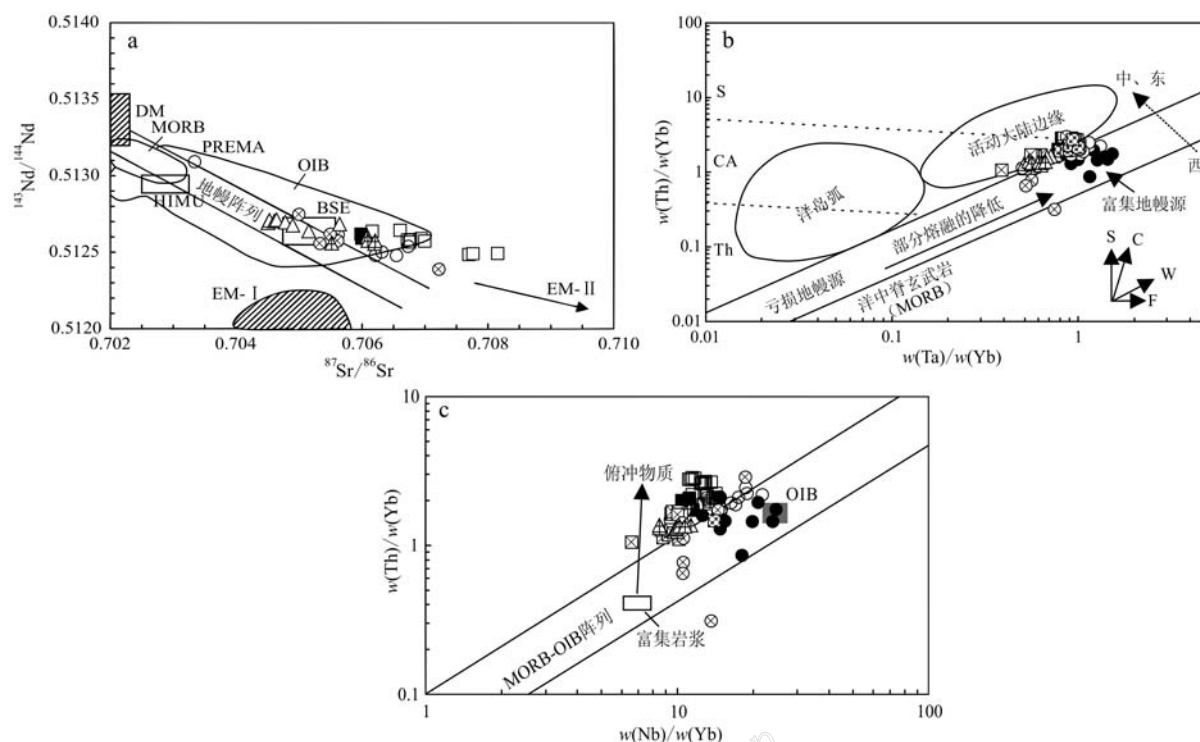 a
0.5140
0.5135
0.5130
0.5125
0.5120
¹⁴³Nd/¹⁴⁴Nd
DM
MORB
PREMA
OIB
地幔阵列
HIMU
BSE
EM-Ⅰ
EM-Ⅱ
0.702
0.704
0.706
0.708
0.710
⁸⁷Sr/⁸⁶Sr
b
100
10
1
0.1
0.01
w(Th)/w(Yb)
S
CA
Th
中、东
西
活动大陆边缘
洋岛弧
富集地幔源
部分熔融的降低
亏损地幔源
洋中脊玄武岩
(MORB)
S
C
W
F
0.01
0.1
1.0
w(Ta)/w(Yb)
c
10
1
0.1
w(Th)/w(Yb)
俯冲物质
OIB
MORB-OIB阵列
富集岩浆
1
10
100
w(Nb)/w(Yb)